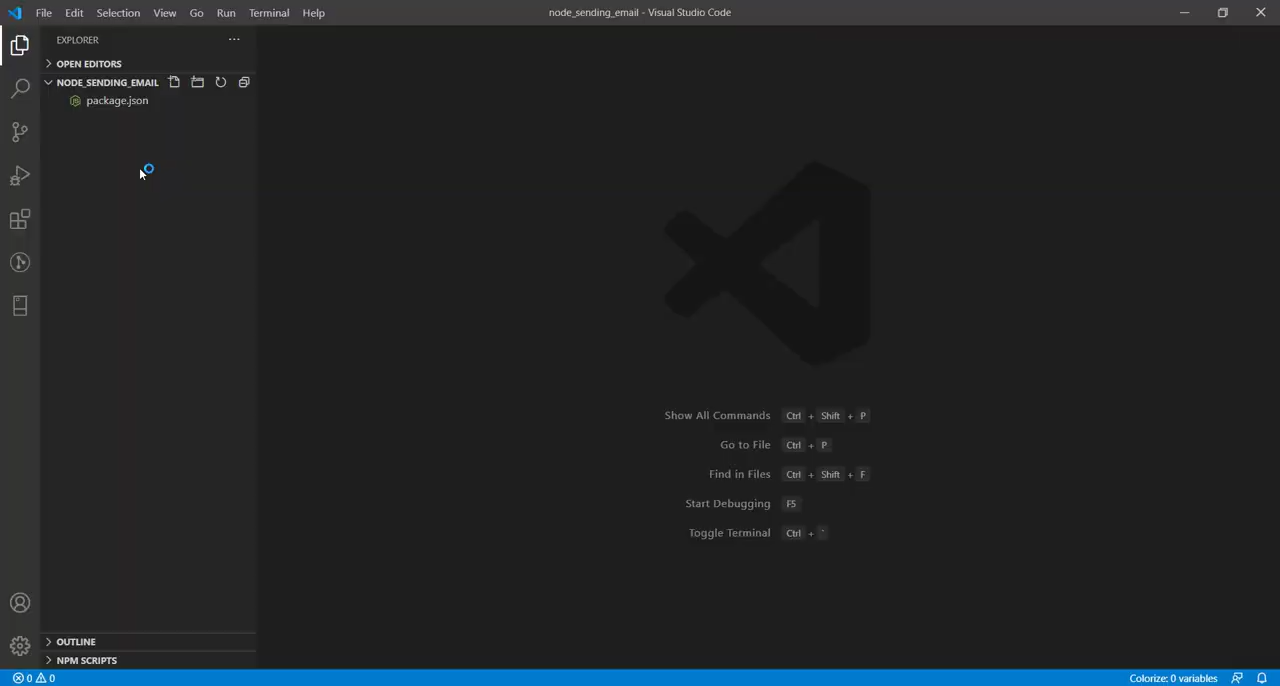 File Edit Selection View Go Run Terminal Help
node_sending_email - Visual Studio Code
EXPLORER
OPEN EDITORS
NODE_SENDING_EMAIL
package.json
Show All Commands Ctrl + Shift + P
Go to File Ctrl + P
Find in Files Ctrl + Shift + F
Start Debugging F5
Toggle Terminal Ctrl + `
OUTLINE
NPM SCRIPTS
0 0
Colorize: 0 variables